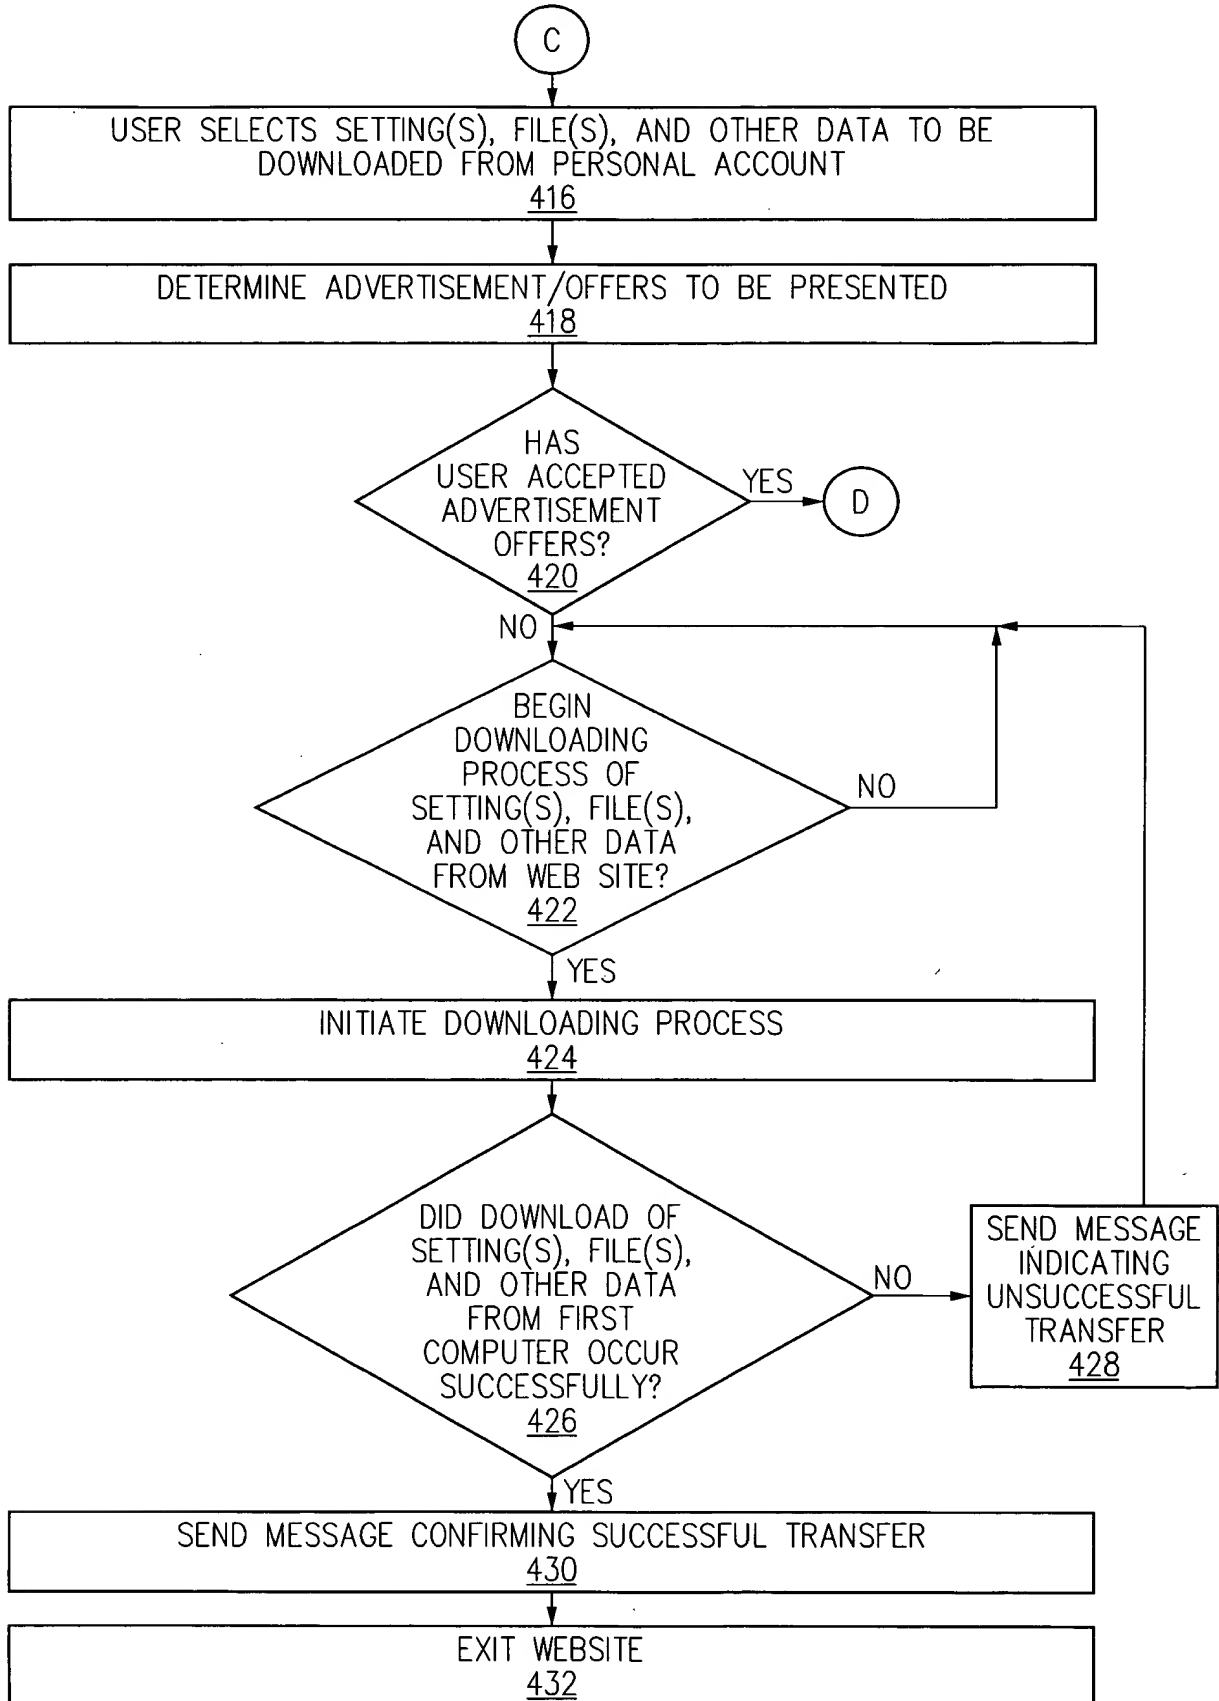 C
USER SELECTS SETTING(S), FILE(S), AND OTHER DATA TO BE
DOWNLOADED FROM PERSONAL ACCOUNT
416
DETERMINE ADVERTISEMENT/OFFERS TO BE PRESENTED
418
HAS
USER ACCEPTED
ADVERTISEMENT
OFFERS?
420
YES
D
NO
BEGIN
DOWNLOADING
PROCESS OF
SETTING(S), FILE(S),
AND OTHER DATA
FROM WEB SITE?
422
NO
YES
INITIATE DOWNLOADING PROCESS
424
DID DOWNLOAD OF
SETTING(S), FILE(S),
AND OTHER DATA
FROM FIRST
COMPUTER OCCUR
SUCCESSFULLY?
426
NO
SEND MESSAGE
INDICATING
UNSUCCESSFUL
TRANSFER
428
YES
SEND MESSAGE CONFIRMING SUCCESSFUL TRANSFER
430
EXIT WEBSITE
432